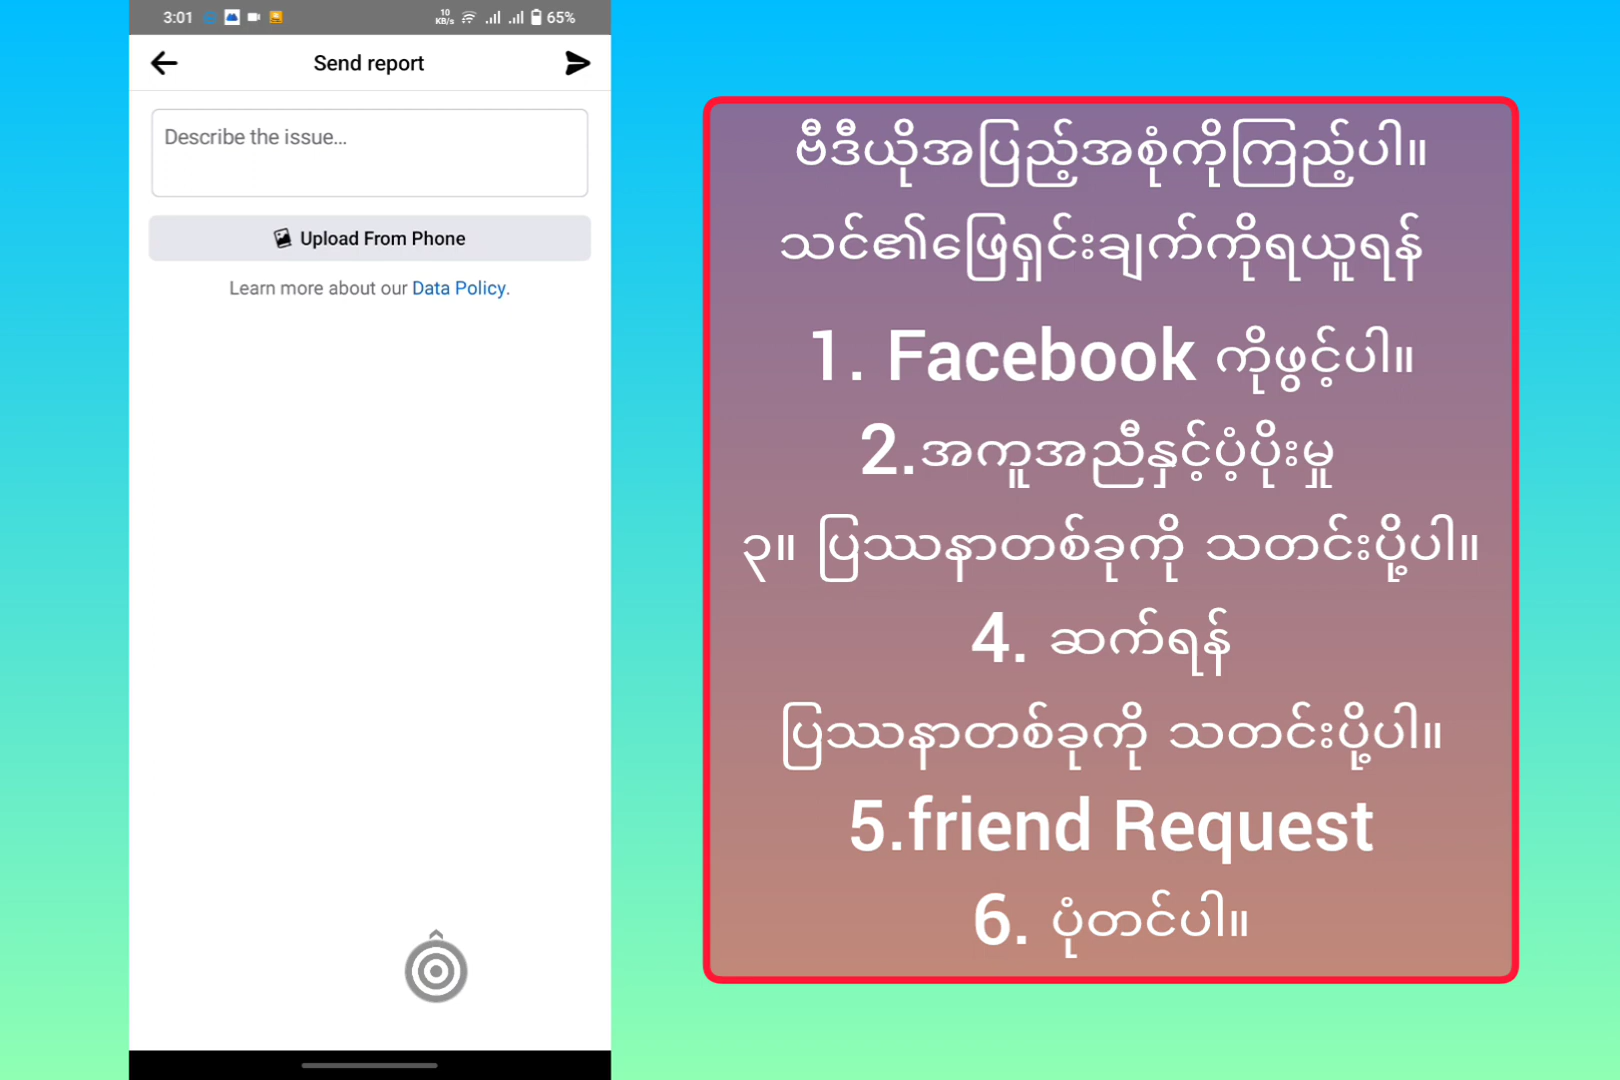 3:01
10
KB/s
65%
Send report
Describe the issue...
Upload From Phone
Learn more about our Data Policy.
ဗီဒီယိုအပြည့်အစုံကိုကြည့်ပါ။
သင်၏ဖြေရှင်းချက်ကိုရယူရန်
1. Facebook ကိုဖွင့်ပါ။
2.အကူအညီနှင့်ပံ့ပိုးမှု
၃။ ပြဿနာတစ်ခုကို သတင်းပို့ပါ။
4. ဆက်ရန်
ပြဿနာတစ်ခုကို သတင်းပို့ပါ။
5.friend Request
6. ပုံတင်ပါ။